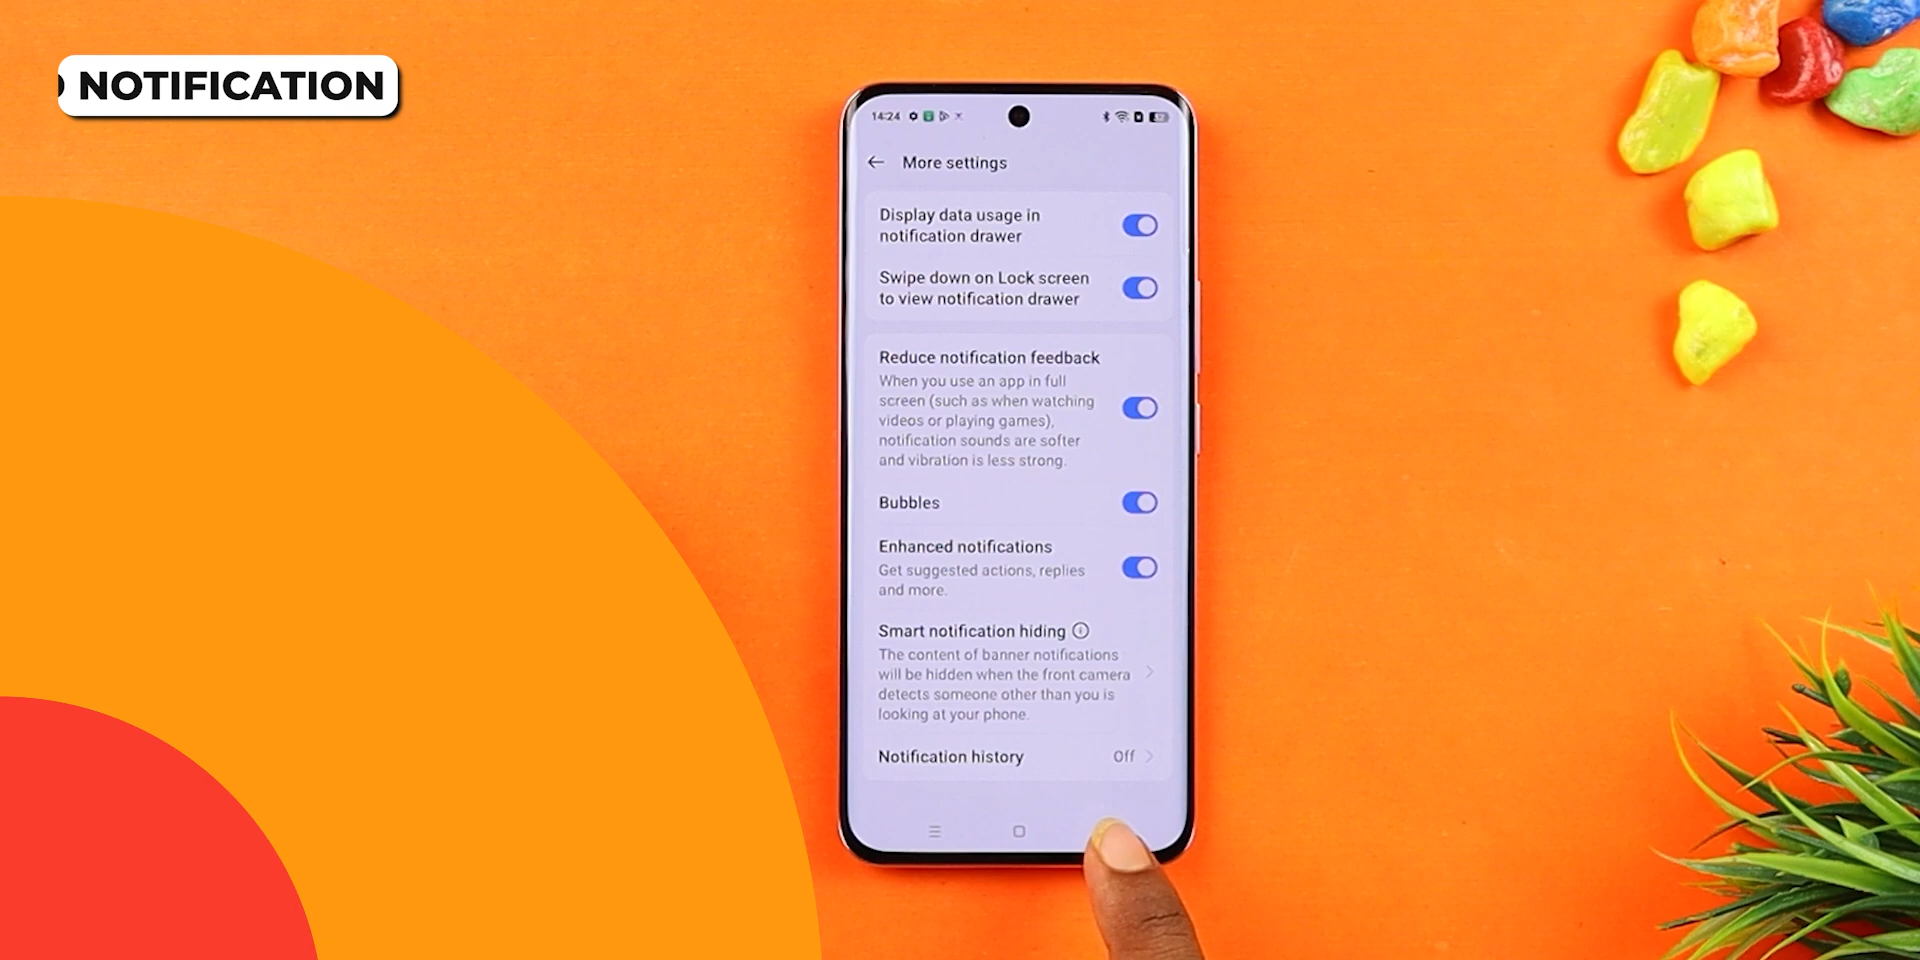 NOTIFICATION
14:24
More settings
Display data usage in
notification drawer
Swipe down on Lock screen
to view notification drawer
Reduce notification feedback
When you use an app in full
screen (such as when watching
videos or playing games),
notification sounds are softer
and vibration is less strong.
Bubbles
Enhanced notifications
Get suggested actions, replies
and more.
Smart notification hiding
The content of banner notifications
will be hidden when the front camera
detects someone other than you is
looking at your phone.
Notification history
Off